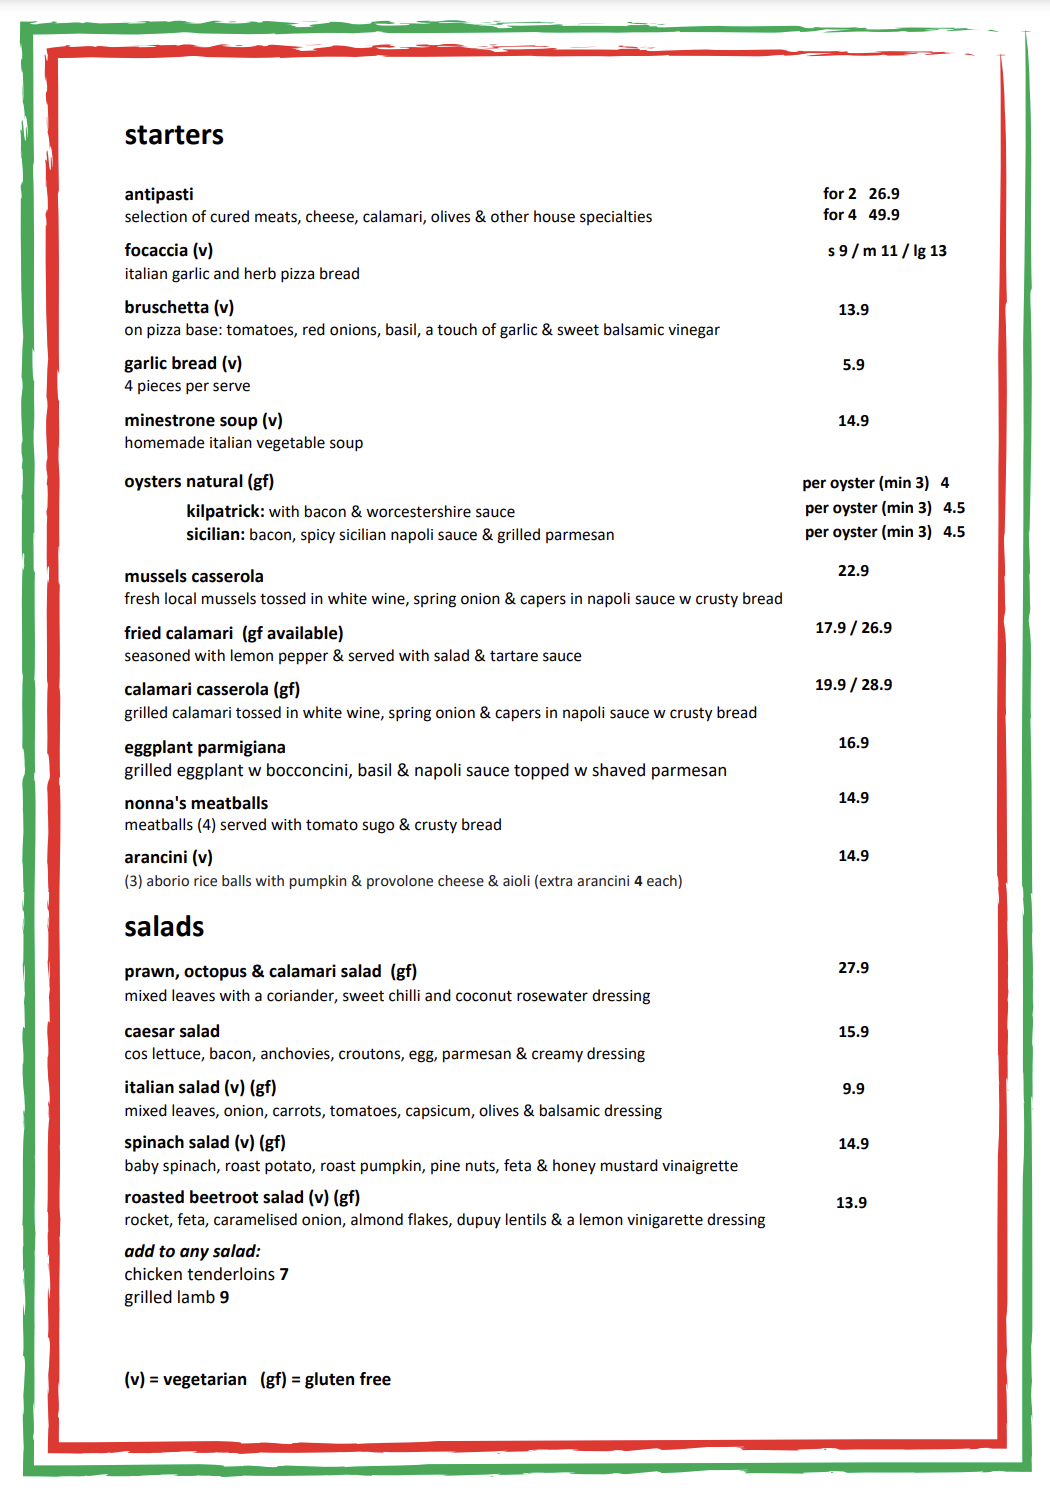 starters
antipasti for 2 26.9
selection of cured meats, cheese, calamari, olives & other house specialties for 4 49.9
focaccia (v) s 9 / m 11 / lg 13
italian garlic and herb pizza bread
bruschetta (v) 13.9
on pizza base: tomatoes, red onions, basil, a touch of garlic & sweet balsamic vinegar
garlic bread (v) 5.9
4 pieces per serve
minestrone soup (v) 14.9
homemade italian vegetable soup
oysters natural (gf) per oyster (min 3) 4
kilpatrick: with bacon & worcestershire sauce per oyster (min 3) 4.5
sicilian: bacon, spicy sicilian napoli sauce & grilled parmesan per oyster (min 3) 4.5
mussels casserola 22.9
fresh local mussels tossed in white wine, spring onion & capers in napoli sauce w crusty bread
fried calamari (gf available) 17.9 / 26.9
seasoned with lemon pepper & served with salad & tartare sauce
calamari casserola (gf) 19.9 / 28.9
grilled calamari tossed in white wine, spring onion & capers in napoli sauce w crusty bread
eggplant parmigiana 16.9
grilled eggplant w bocconcini, basil & napoli sauce topped w shaved parmesan
nonna's meatballs 14.9
meatballs (4) served with tomato sugo & crusty bread
arancini (v) 14.9
(3) aborio rice balls with pumpkin & provolone cheese & aioli (extra arancini 4 each)
salads
prawn, octopus & calamari salad (gf) 27.9
mixed leaves with a coriander, sweet chilli and coconut rosewater dressing
caesar salad 15.9
cos lettuce, bacon, anchovies, croutons, egg, parmesan & creamy dressing
italian salad (v) (gf) 9.9
mixed leaves, onion, carrots, tomatoes, capsicum, olives & balsamic dressing
spinach salad (v) (gf) 14.9
baby spinach, roast potato, roast pumpkin, pine nuts, feta & honey mustard vinaigrette
roasted beetroot salad (v) (gf) 13.9
rocket, feta, caramelised onion, almond flakes, dupuy lentils & a lemon vinigarette dressing
add to any salad:
chicken tenderloins 7
grilled lamb 9
(v) = vegetarian (gf) = gluten free